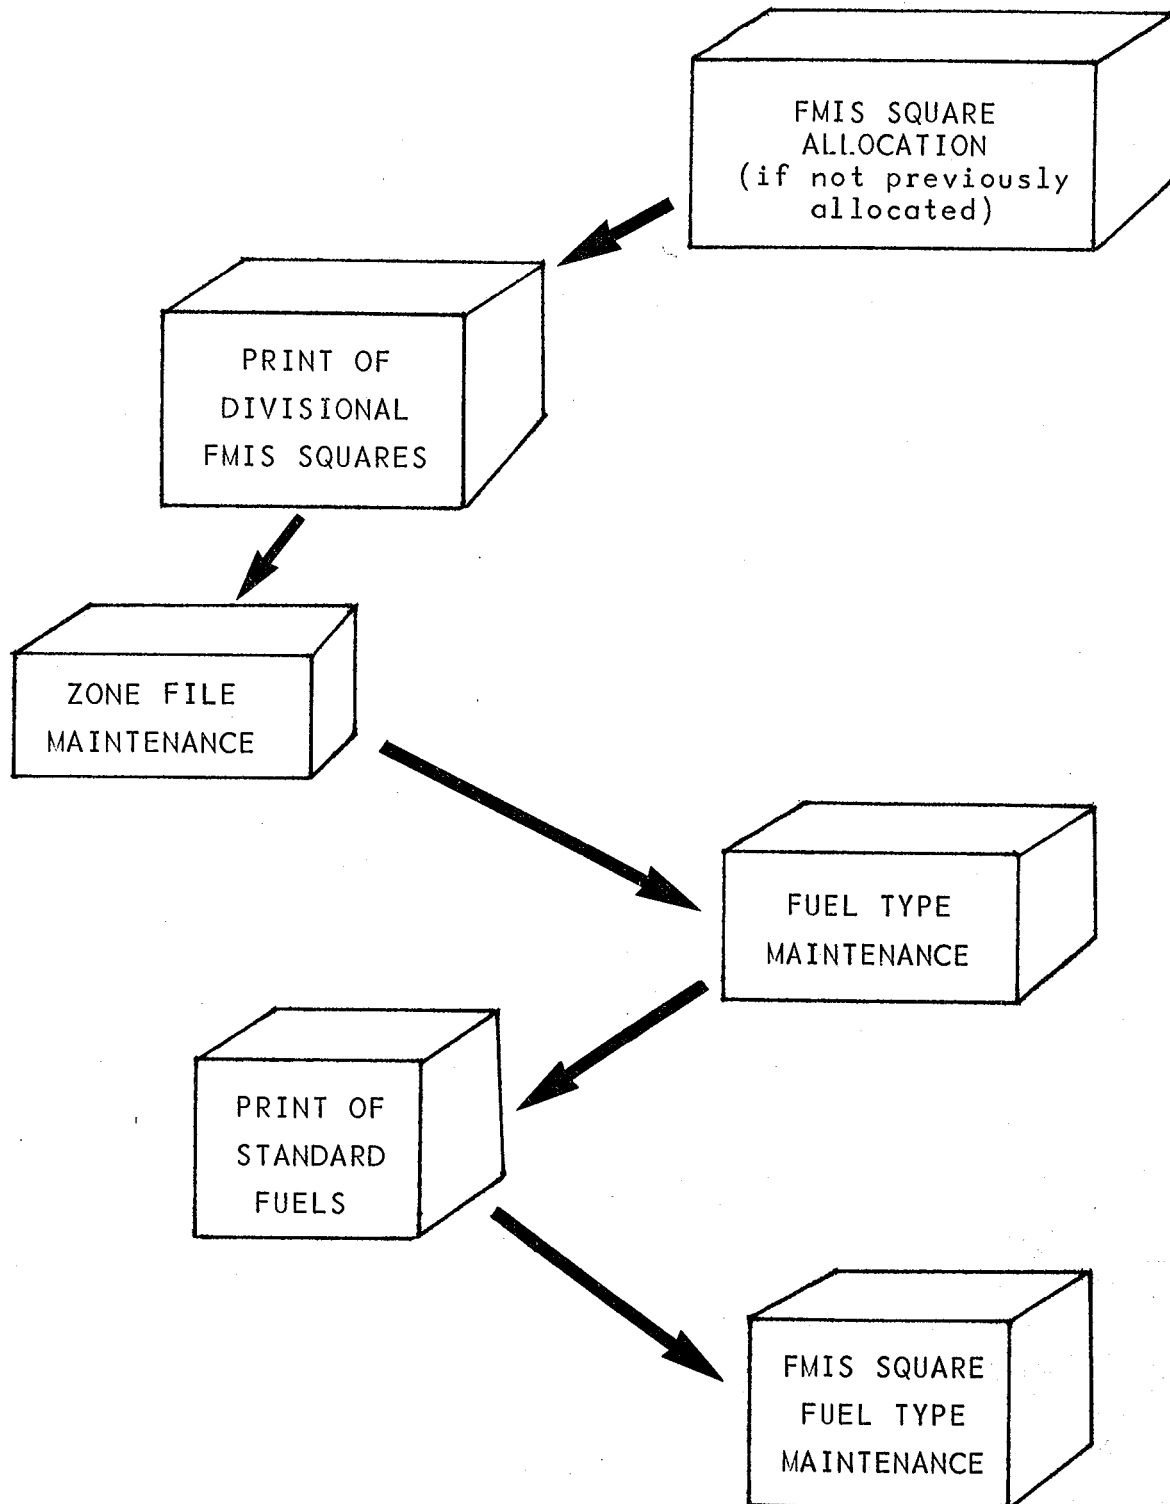 FMIS SQUARE
ALLOCATION
(if not previously
allocated)
PRINT OF
DIVISIONAL
FMIS SQUARES
ZONE FILE
MAINTENANCE
FUEL TYPE
MAINTENANCE
PRINT OF
STANDARD
FUELS
FMIS SQUARE
FUEL TYPE
MAINTENANCE